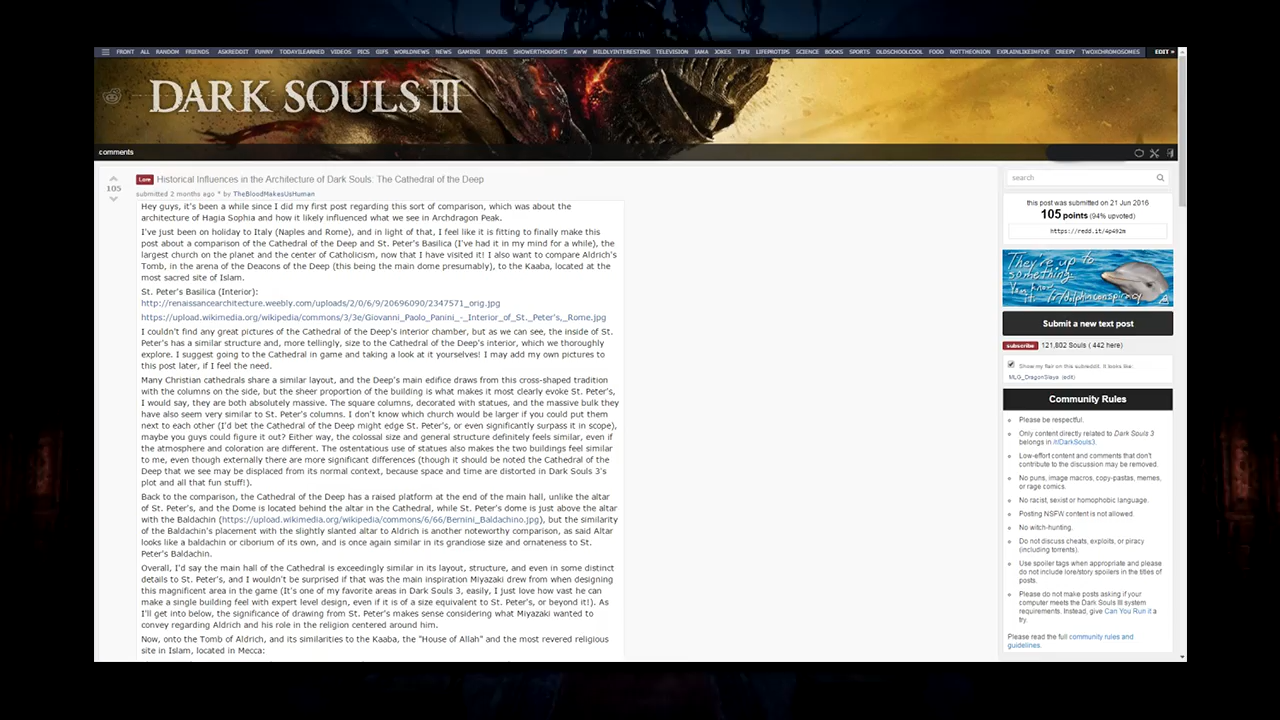 FRONT ALL RANDOM FRIENDS ASKREDDIT FUNNY TODAYILEARNED VIDEOS PICS GIFS WORLDNEWS NEWS GAMING MOVIES SHOWERTHOUGHTS AWW MILDLYINTERESTING TELEVISION IAMA JOKES TIFU LIFEPROTIPS SCIENCE BOOKS SPORTS OLDSCHOOLCOOL FOOD NOTTHEONION EXPLAINLIKEIMFIVE CREEPY TWOXCHROMOSOMES EDIT »
DARK SOULS III
comments
105
Lore Historical Influences in the Architecture of Dark Souls: The Cathedral of the Deep
submitted 2 months ago * by TheBloodMakesUsHuman
Hey guys, it's been a while since I did my first post regarding this sort of comparison, which was about the
architecture of Hagia Sophia and how it likely influenced what we see in Archdragon Peak.
I've just been on holiday to Italy (Naples and Rome), and in light of that, I feel like it is fitting to finally make this
post about a comparison of the Cathedral of the Deep and St. Peter's Basilica (I've had it in my mind for a while), the
largest church on the planet and the center of Catholicism, now that I have visited it! I also want to compare Aldrich's
Tomb, in the arena of the Deacons of the Deep (this being the main dome presumably), to the Kaaba, located at the
most sacred site of Islam.
St. Peter's Basilica (Interior):
http://renaissancearchitecture.weebly.com/uploads/2/0/6/9/20696090/2347571_orig.jpg
https://upload.wikimedia.org/wikipedia/commons/3/3e/Giovanni_Paolo_Panini_-_Interior_of_St._Peter's,_Rome.jpg
I couldn't find any great pictures of the Cathedral of the Deep's interior chamber, but as we can see, the inside of St.
Peter's has a similar structure and, more tellingly, size to the Cathedral of the Deep's interior, which we thoroughly
explore. I suggest going to the Cathedral in game and taking a look at it yourselves! I may add my own pictures to
this post later, if I feel the need.
Many Christian cathedrals share a similar layout, and the Deep's main edifice draws from this cross-shaped tradition
with the columns on the side, but the sheer proportion of the building is what makes it most clearly evoke St. Peter's,
I would say, they are both absolutely massive. The square columns, decorated with statues, and the massive bulk they
have also seem very similar to St. Peter's columns. I don't know which church would be larger if you could put them
next to each other (I'd bet the Cathedral of the Deep might edge St. Peter's, or even significantly surpass it in scope),
maybe you guys could figure it out? Either way, the colossal size and general structure definitely feels similar, even if
the atmosphere and coloration are different. The ostentatious use of statues also makes the two buildings feel similar
to me, even though externally there are more significant differences (though it should be noted the Cathedral of the
Deep that we see may be displaced from its normal context, because space and time are distorted in Dark Souls 3's
plot and all that fun stuff!).
Back to the comparison, the Cathedral of the Deep has a raised platform at the end of the main hall, unlike the altar
of St. Peter's, and the Dome is located behind the altar in the Cathedral, while St. Peter's dome is just above the altar
with the Baldachin (https://upload.wikimedia.org/wikipedia/commons/6/66/Bernini_Baldachino.jpg), but the similarity
of the Baldachin's placement with the slightly slanted altar to Aldrich is another noteworthy comparison, as said Altar
looks like a baldachin or ciborium of its own, and is once again similar in its grandiose size and ornateness to St.
Peter's Baldachin.
Overall, I'd say the main hall of the Cathedral is exceedingly similar in its layout, structure, and even in some distinct
details to St. Peter's, and I wouldn't be surprised if that was the main inspiration Miyazaki drew from when designing
this magnificent area in the game (It's one of my favorite areas in Dark Souls 3, easily, I just love how vast he can
make a single building feel with expert level design, even if it is of a size equivalent to St. Peter's, or beyond it!). As
I'll get into below, the significance of drawing from St. Peter's makes sense considering what Miyazaki wanted to
convey regarding Aldrich and his role in the religion centered around him.
Now, onto the Tomb of Aldrich, and its similarities to the Kaaba, the "House of Allah" and the most revered religious
site in Islam, located in Mecca:
search
this post was submitted on 21 Jun 2016
105 points (94% upvoted)
https://redd.it/4p492m
They're up to
something.
You know
it. /r/dolphinconspiracy
Submit a new text post
subscribe 121,802 Souls ( 442 here)
Show my flair on this subreddit. It looks like:
MLG_DragonSlaya (edit)
Community Rules
Please be respectful.
Only content directly related to Dark Souls 3
belongs in /r/DarkSouls3.
Low-effort content and comments that don't
contribute to the discussion may be removed.
No puns, image macros, copy-pastas, memes,
or rage comics.
No racist, sexist or homophobic language.
Posting NSFW content is not allowed.
No witch-hunting.
Do not discuss cheats, exploits, or piracy
(including torrents).
Use spoiler tags when appropriate and please
do not include lore/story spoilers in the titles of
posts.
Please do not make posts asking if your
computer meets the Dark Souls III system
requirements. Instead, give Can You Run it a
try.
Please read the full community rules and
guidelines.